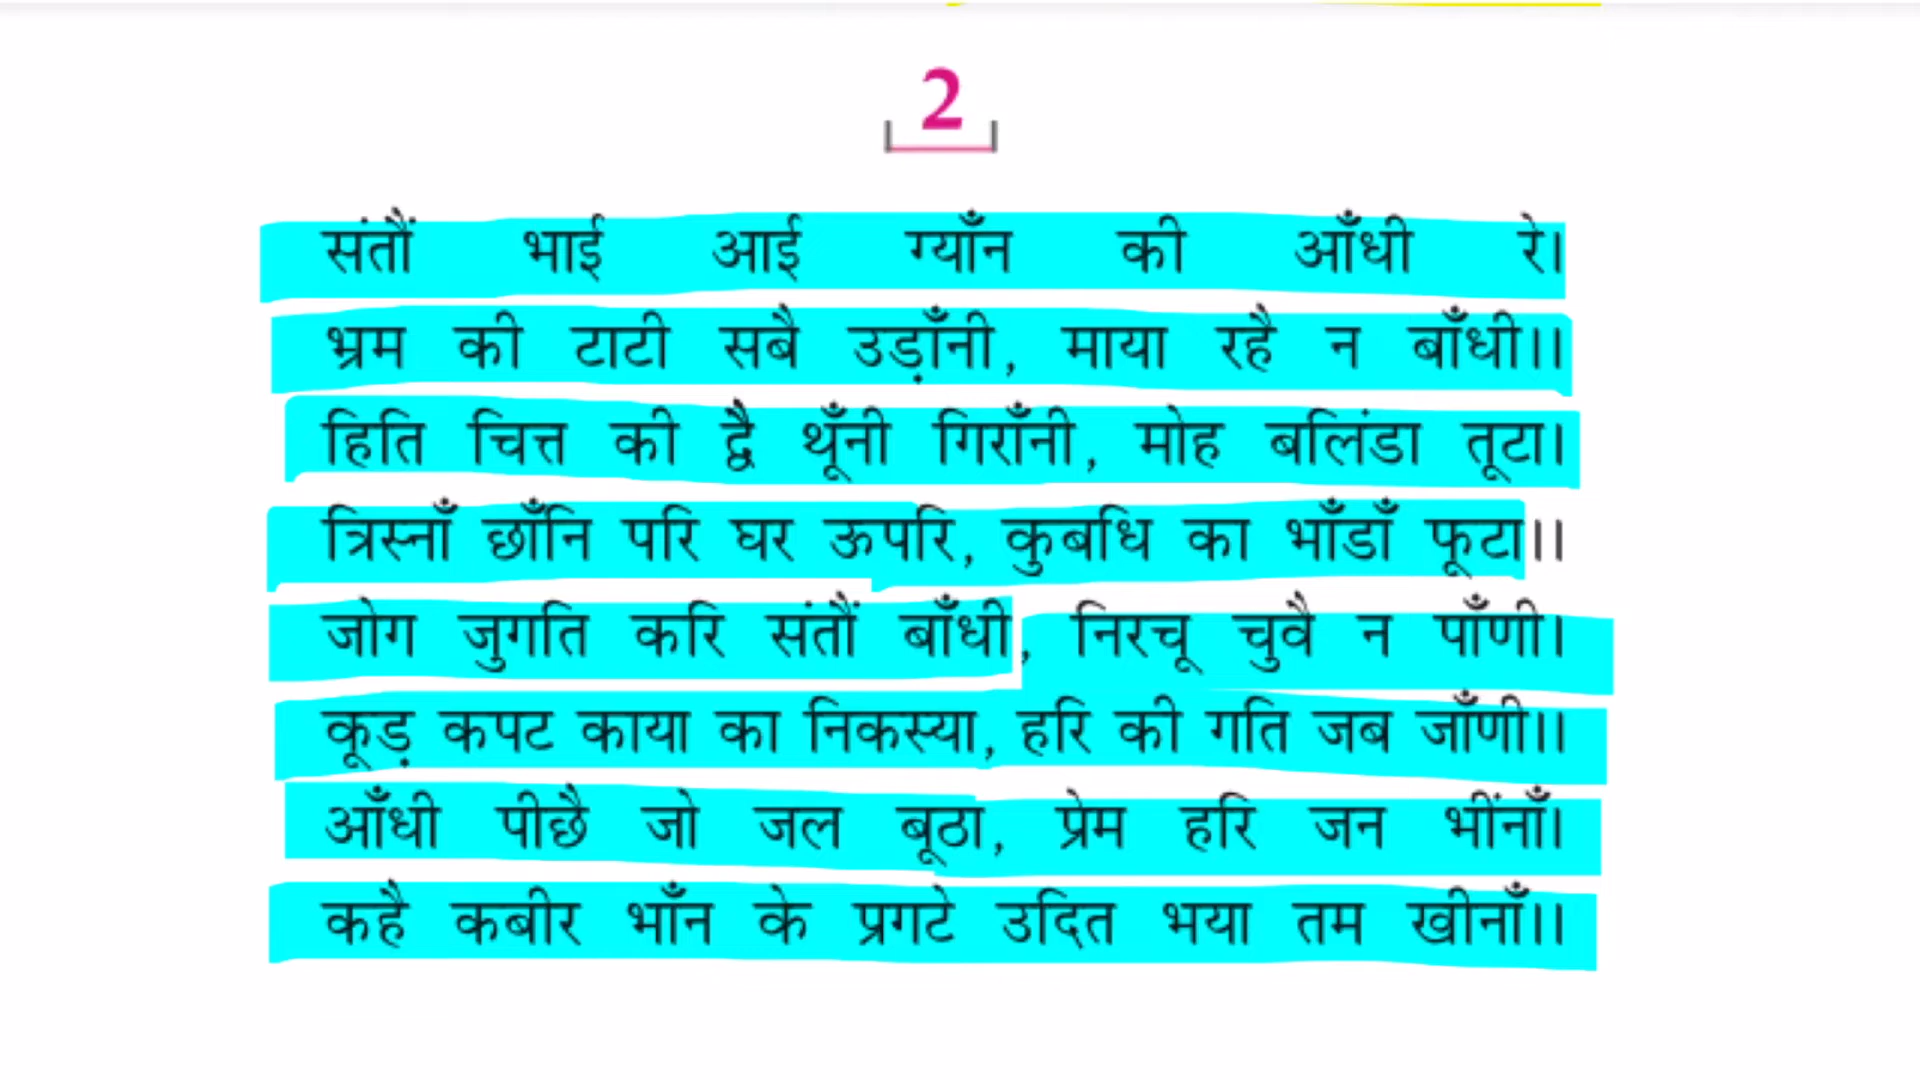 2
संतौं भाई आई ग्याँन की आँधी रे।
भ्रम की टाटी सबै उड़ाँनी, माया रहै न बाँधी।।
हिति चित्त की द्वै थूँनी गिराँनी, मोह बलिंडा तूटा।
त्रिस्नाँ छाँनि परि घर ऊपरि, कुबधि का भाँडाँ फूटा।।
जोग जुगति करि संतौं बाँधी, निरचू चुवै न पाँणी।
कूड़ कपट काया का निकस्या, हरि की गति जब जाँणी।।
आँधी पीछै जो जल बूठा, प्रेम हरि जन भींनाँ।
कहै कबीर भाँन के प्रगटे उदित भया तम खीनाँ।।